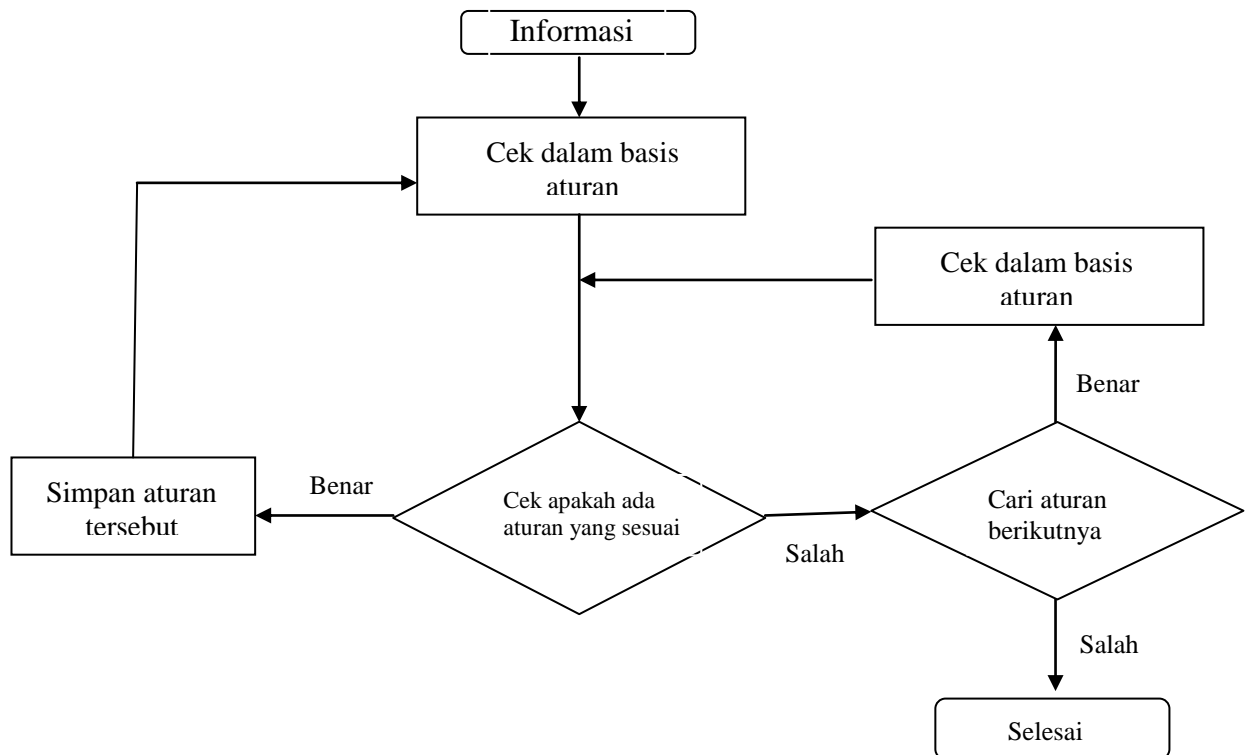 Informasi
Cek dalam basis
aturan
Cek dalam basis
aturan
Benar
Simpan aturan
tersebut
Benar
Cek apakah ada
aturan yang sesuai
Salah
Cari aturan
berikutnya
Salah
Selesai